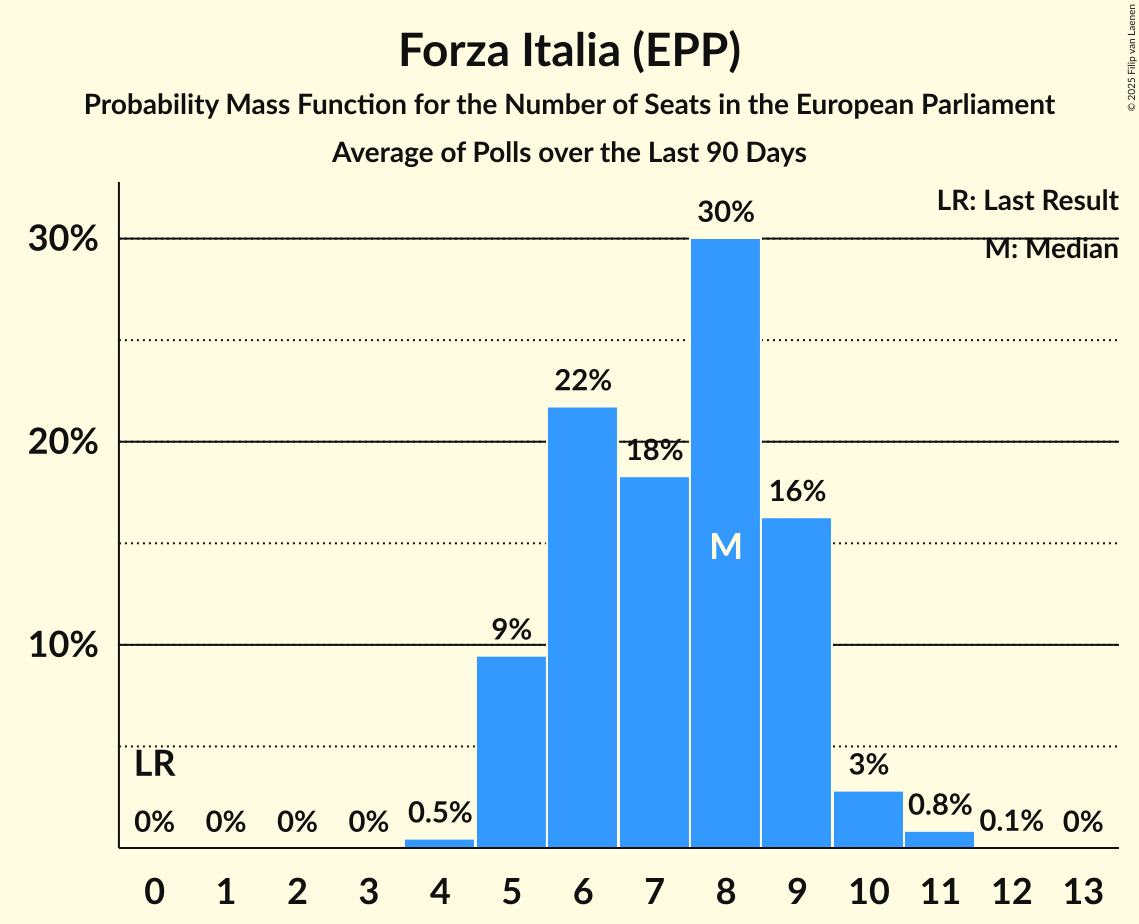 Forza Italia (EPP)
Probability Mass Function for the Number of Seats in the European Parliament
Average of Polls over the Last 90 Days
© 2025 Filip van Laenen
LR: Last Result
M: Median
30%
20%
10%
LR
0%
0%
0%
0%
0.5%
9%
22%
18%
30%
M
16%
3%
0.8%
0.1%
0%
0 1 2 3 4 5 6 7 8 9 10 11 12 13